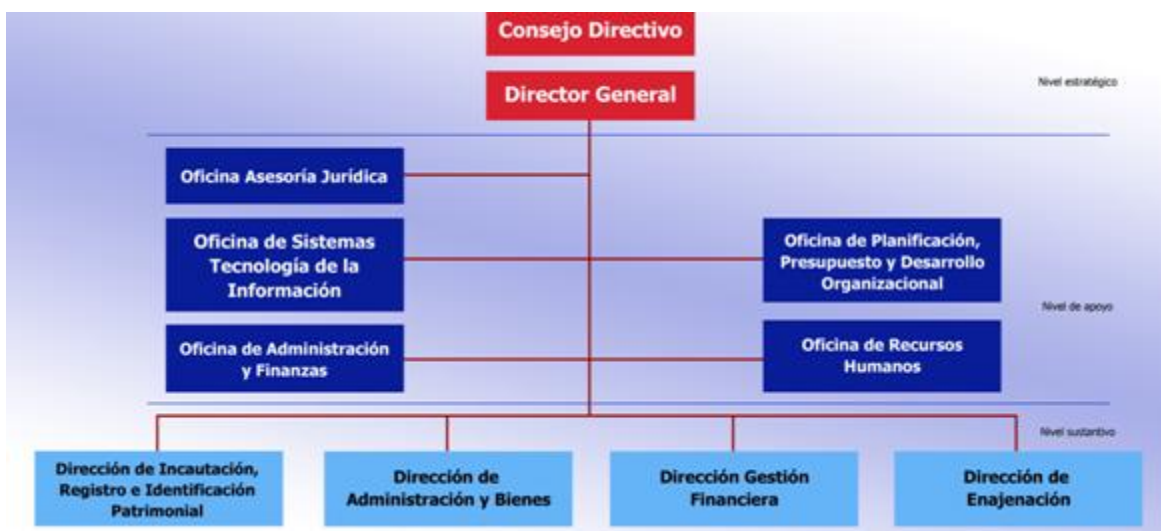 Consejo Directivo
Director General
Nivel estratégico
Oficina Asesoría Jurídica
Oficina de Sistemas
Tecnología de la
Información
Oficina de Planificación,
Presupuesto y Desarrollo
Organizacional
Nivel de apoyo
Oficina de Administración
y Finanzas
Oficina de Recursos
Humanos
Nivel sustantivo
Dirección de Incautación,
Registro e Identificación
Patrimonial
Dirección de
Administración y Bienes
Dirección Gestión
Financiera
Dirección de
Enajenación